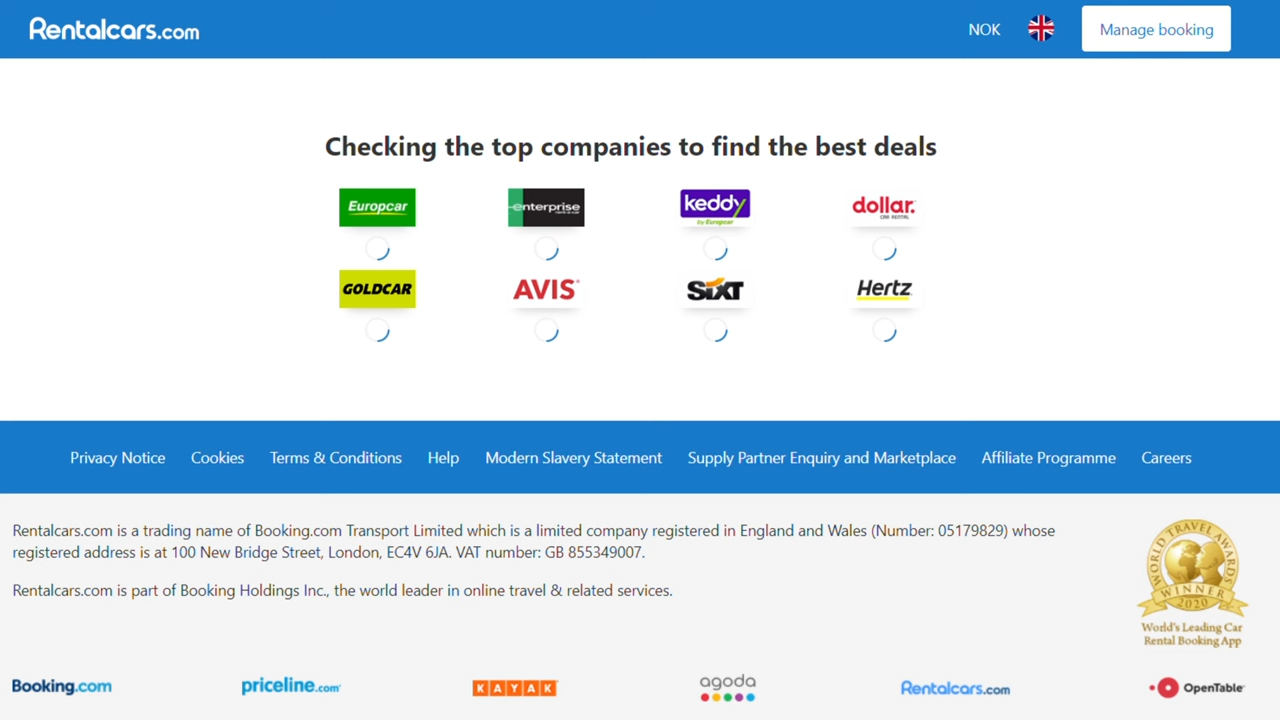 Rentalcars.com
NOK
Manage booking
Checking the top companies to find the best deals
Europcar
enterprise
keddy
by Europcar
dollar.
CAR RENTAL
GOLDCAR
AVIS
SIXT
Hertz
Privacy Notice Cookies Terms & Conditions Help Modern Slavery Statement Supply Partner Enquiry and Marketplace Affiliate Programme Careers
Rentalcars.com is a trading name of Booking.com Transport Limited which is a limited company registered in England and Wales (Number: 05179829) whose
registered address is at 100 New Bridge Street, London, EC4V 6JA. VAT number: GB 855349007.
Rentalcars.com is part of Booking Holdings Inc., the world leader in online travel & related services.
WORLD TRAVEL AWARDS
WINNER
2020
World's Leading Car
Rental Booking App
Booking.com
priceline.com
KAYAK
agoda
Rentalcars.com
OpenTable